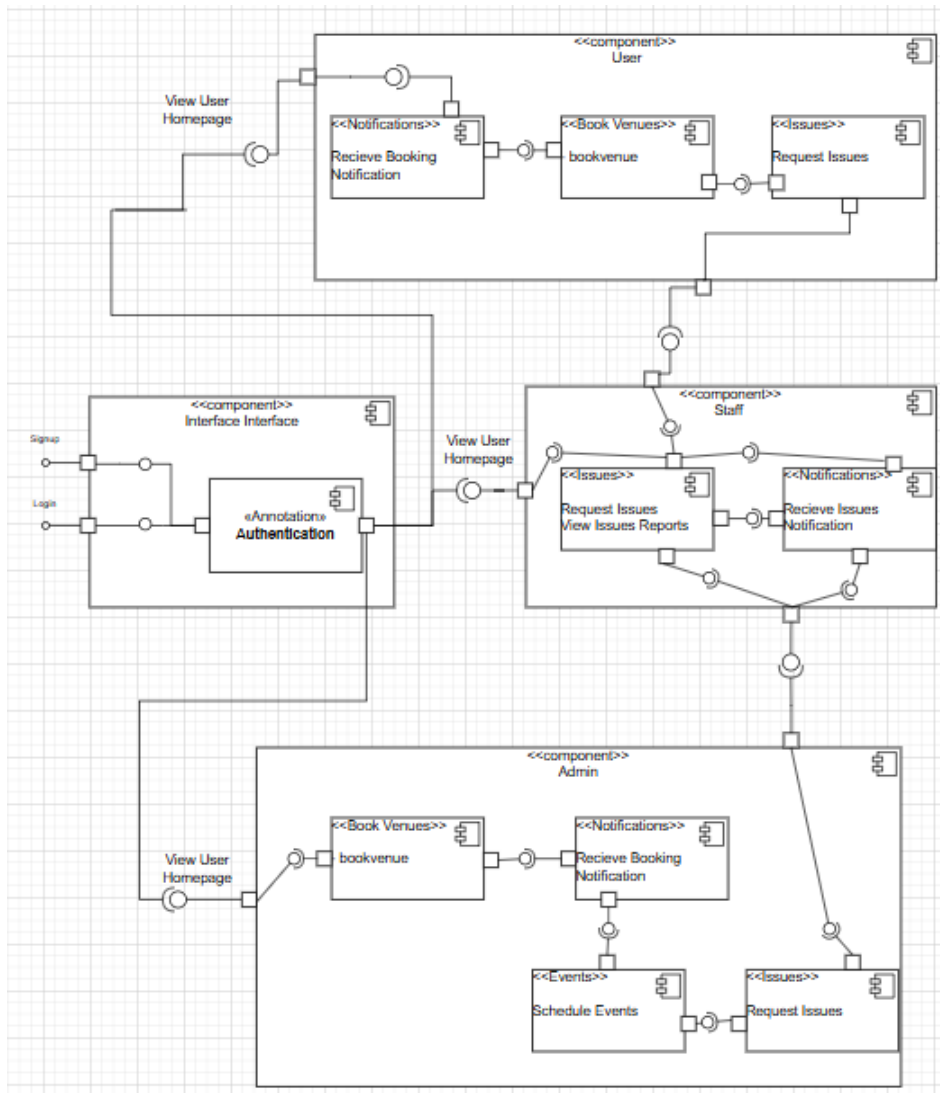 <<component>>
User
View User
Homepage
<<Notifications>>
Recieve Booking
Notification
<<Book Venues>>
bookvenue
<<Issues>>
Request Issues
<<component>>
Interface Interface
Signup
Login
«Annotation»
Authentication
View User
Homepage
<<component>>
Staff
<<Issues>>
Request Issues
View Issues Reports
<<Notifications>>
Recieve Issues
Notification
<<component>>
Admin
View User
Homepage
<<Book Venues>>
bookvenue
<<Notifications>>
Recieve Booking
Notification
<<Events>>
Schedule Events
<<Issues>>
Request Issues